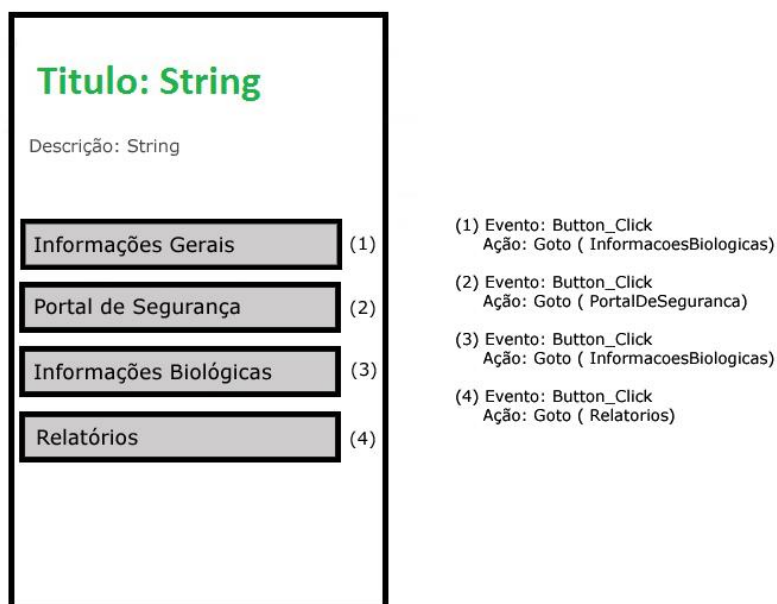 Titulo: String
Descrição: String
Informações Gerais (1)
Portal de Segurança (2)
Informações Biológicas (3)
Relatórios (4)
(1) Evento: Button_Click
Ação: Goto ( InformacoesBiologicas)
(2) Evento: Button_Click
Ação: Goto ( PortalDeSeguranca)
(3) Evento: Button_Click
Ação: Goto ( InformacoesBiologicas)
(4) Evento: Button_Click
Ação: Goto ( Relatorios)